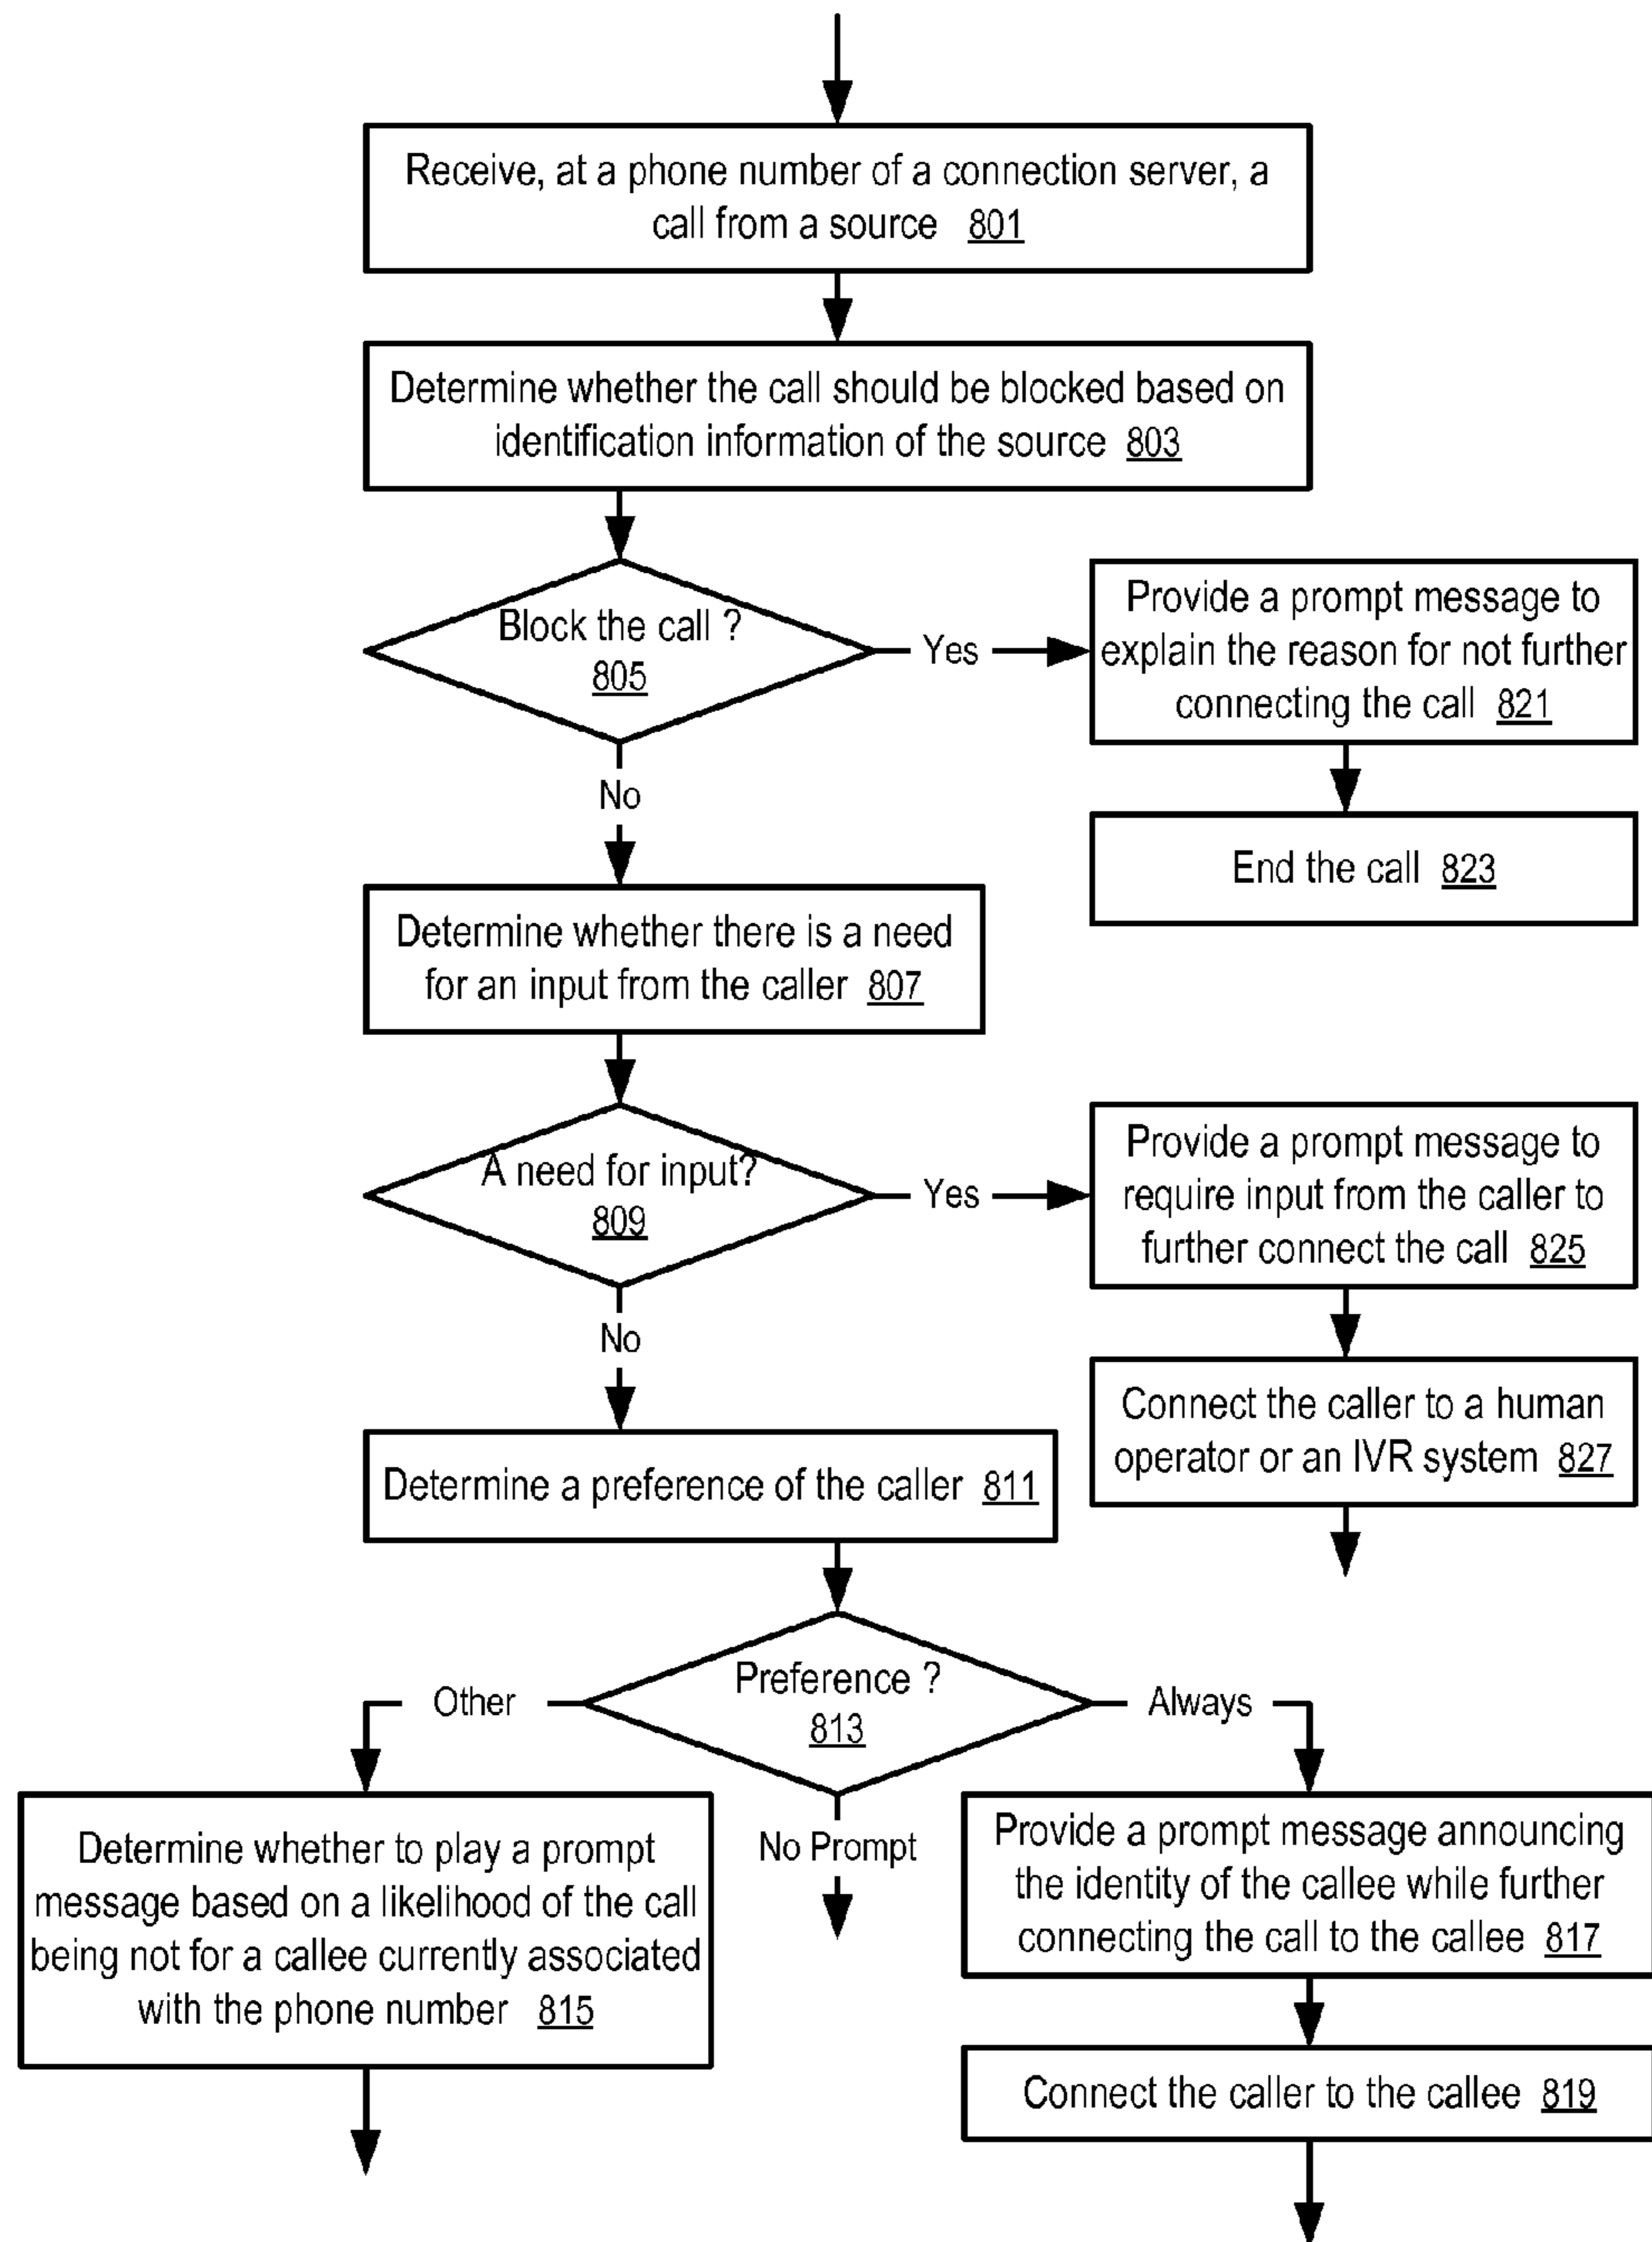 Receive, at a phone number of a connection server, a
call from a source 801
Determine whether the call should be blocked based on
identification information of the source 803
Block the call ?
805
Yes
Provide a prompt message to
explain the reason for not further
connecting the call 821
No
End the call 823
Determine whether there is a need
for an input from the caller 807
A need for input?
809
Yes
Provide a prompt message to
require input from the caller to
further connect the call 825
No
Connect the caller to a human
operator or an IVR system 827
Determine a preference of the caller 811
Preference ?
813
Other
Always
No Prompt
Determine whether to play a prompt
message based on a likelihood of the call
being not for a callee currently associated
with the phone number 815
Provide a prompt message announcing
the identity of the callee while further
connecting the call to the callee 817
Connect the caller to the callee 819